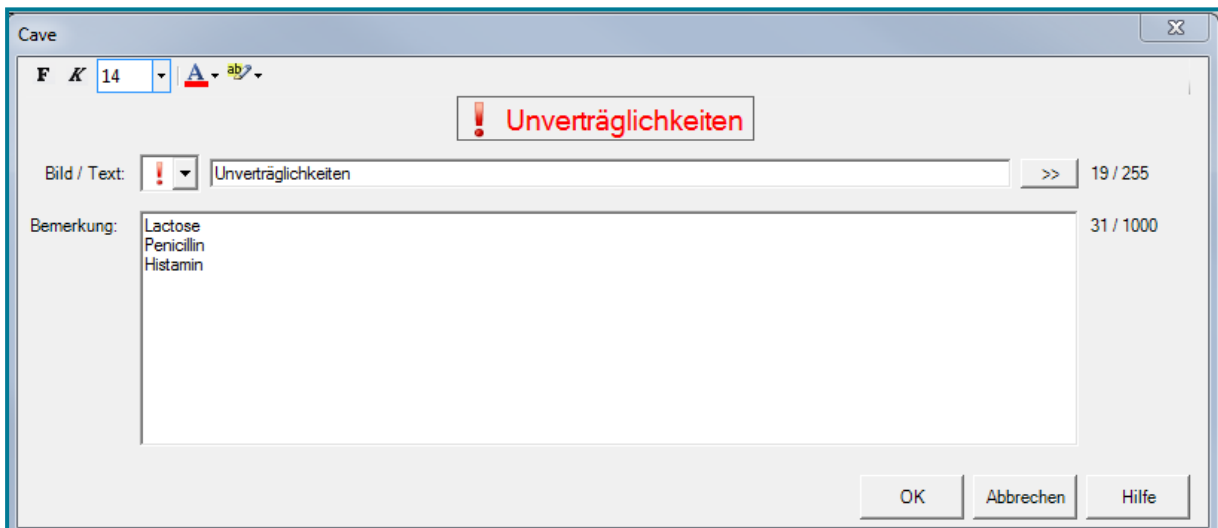 Cave
F K 14 A ab
Unverträglichkeiten
Bild / Text: Unverträglichkeiten >> 19 / 255
Bemerkung: Lactose 31 / 1000
Penicillin
Histamin
OK Abbrechen Hilfe